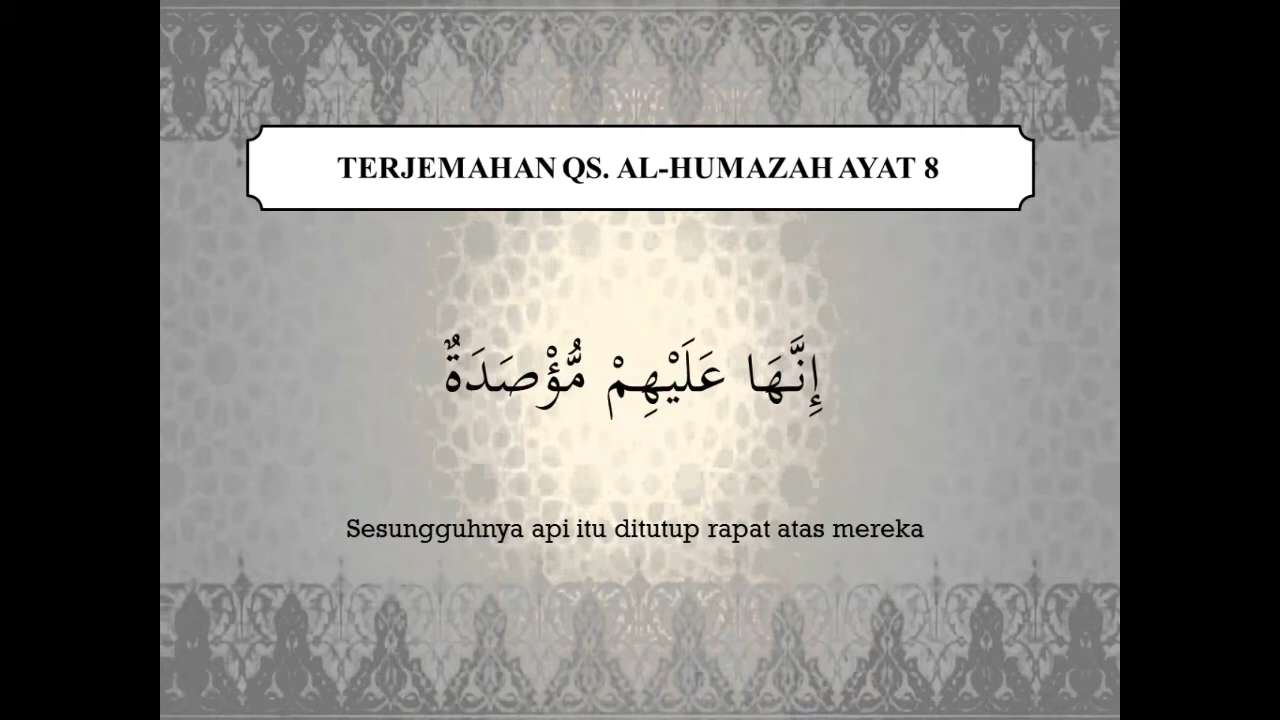 TERJEMAHAN QS. AL-HUMAZAH AYAT 8
إِنَّهَا عَلَيْهِمْ مُّؤْصَدَةٌ
Sesungguhnya api itu ditutup rapat atas mereka